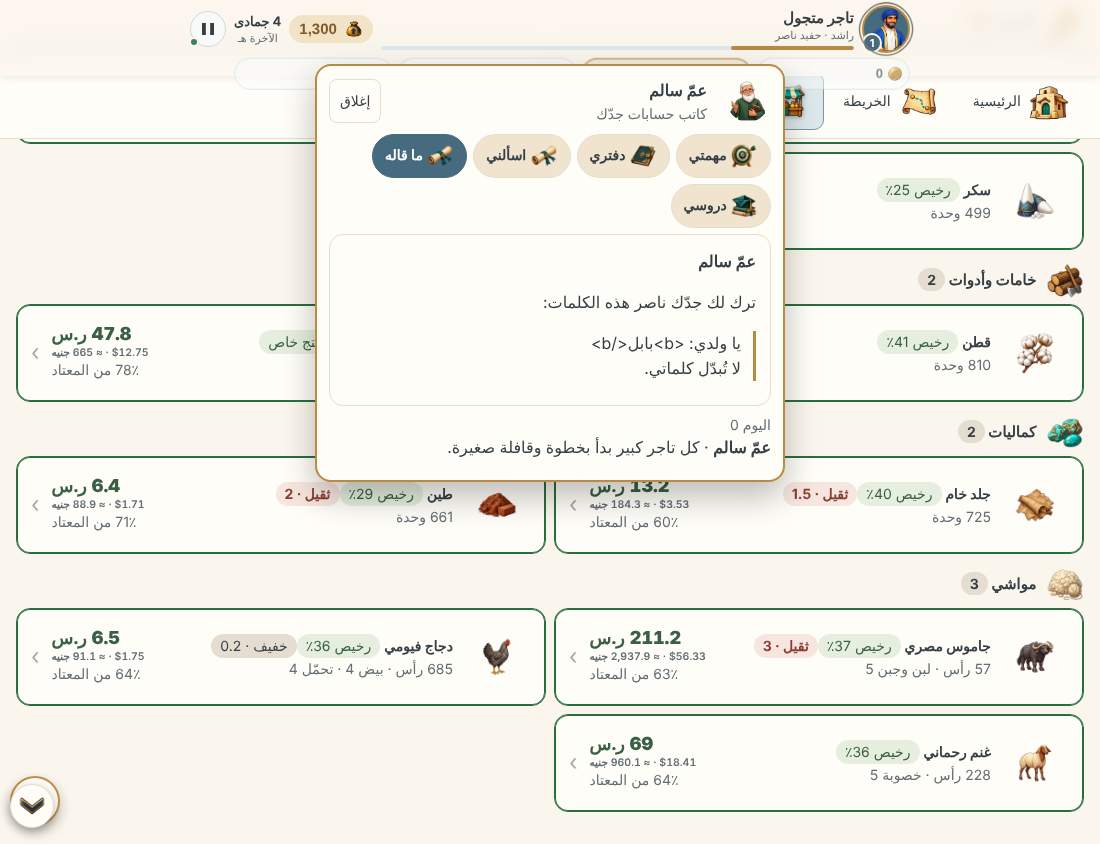 تاجر متجول
راشد · حفيد ناصر
1
1,300
4 جمادى
الآخرة هـ
0
الرئيسية
الخريطة
عمّ سالم
كاتب حسابات جدّك
إغلاق
مهمتي
دفتري
اسألني
ما قاله
دروسي
عمّ سالم
ترك لك جدّك ناصر هذه الكلمات:
يا ولدي: <b>بابل</b>
لا تُبدّل كلماتي.
اليوم 0
عمّ سالم · كل تاجر كبير بدأ بخطوة وقافلة صغيرة.
سكر رخيص 25٪
499 وحدة
خامات وأدوات 2
قطن رخيص 41٪
810 وحدة
47.8 ر.س
$12.75 · ≈ 665 جنيه
78٪ من المعتاد
كماليات 2
جلد خام رخيص 40٪ ثقيل · 1.5
725 وحدة
13.2 ر.س
$3.53 · ≈ 184.3 جنيه
60٪ من المعتاد
طين رخيص 29٪ ثقيل · 2
661 وحدة
6.4 ر.س
$1.71 · ≈ 88.9 جنيه
71٪ من المعتاد
مواشي 3
جاموس مصري رخيص 37٪ ثقيل · 3
57 رأس · لبن وجبن 5
211.2 ر.س
$56.33 · ≈ 2,937.9 جنيه
63٪ من المعتاد
دجاج فيومي رخيص 36٪ خفيف · 0.2
685 رأس · بيض 4 · تحمّل 4
6.5 ر.س
$1.75 · ≈ 91.1 جنيه
64٪ من المعتاد
غنم رحماني رخيص 36٪
228 رأس · خصوبة 5
69 ر.س
$18.41 · ≈ 960.1 جنيه
64٪ من المعتاد